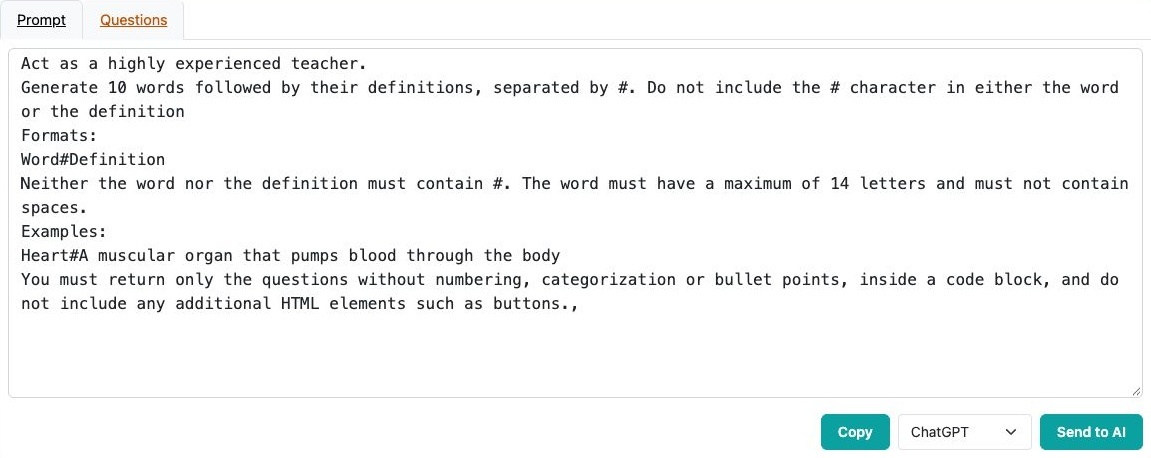 Prompt
Questions
Act as a highly experienced teacher.
Generate 10 words followed by their definitions, separated by #. Do not include the # character in either the word
or the definition
Formats:
Word#Definition
Neither the word nor the definition must contain #. The word must have a maximum of 14 letters and must not contain
spaces.
Examples:
Heart#A muscular organ that pumps blood through the body
You must return only the questions without numbering, categorization or bullet points, inside a code block, and do
not include any additional HTML elements such as buttons.,
Copy
ChatGPT
Send to AI